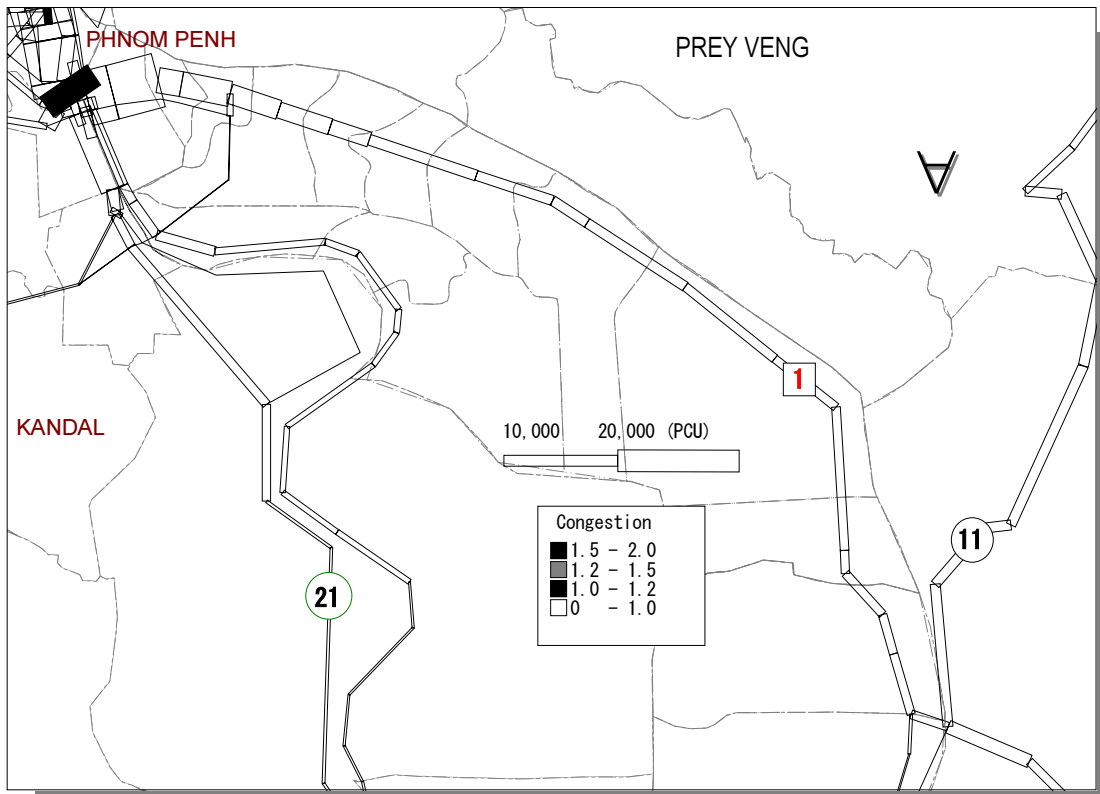 PHNOM PENH
PREY VENG
1
KANDAL
10,000 20,000 (PCU)
Congestion
1.5 - 2.0
1.2 - 1.5
1.0 - 1.2
0 - 1.0
11
21